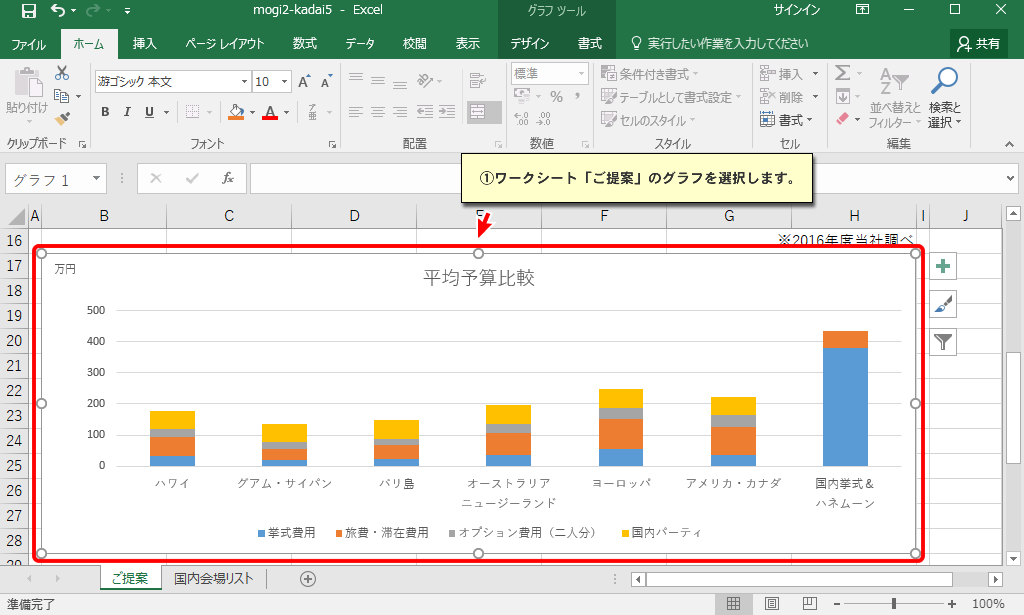 mogi2-kadai5 - Excel
グラフ ツール
サインイン
ファイル
ホーム
挿入
ページ レイアウト
数式
データ
校閲
表示
デザイン
書式
実行したい作業を入力してください
共有
貼り付け
游ゴシック 本文
10
B I U
標準
% ,
条件付き書式
テーブルとして書式設定
セルのスタイル
挿入
削除
書式
並べ替えと
フィルター
検索と
選択
クリップボード
フォント
配置
数値
スタイル
セル
編集
グラフ 1
fx
①ワークシート「ご提案」のグラフを選択します。
A B C D E F G H I J
16
※2016年度当社調べ
17
18
19
20
21
22
23
24
25
26
27
28
29
万円
平均予算比較
500
400
300
200
100
0
ハワイ
グアム・サイパン
バリ島
オーストラリア
ニュージーランド
ヨーロッパ
アメリカ・カナダ
国内挙式＆
ハネムーン
挙式費用
旅費・滞在費用
オプション費用（二人分）
国内パーティ
ご提案
国内会場リスト
準備完了
100%